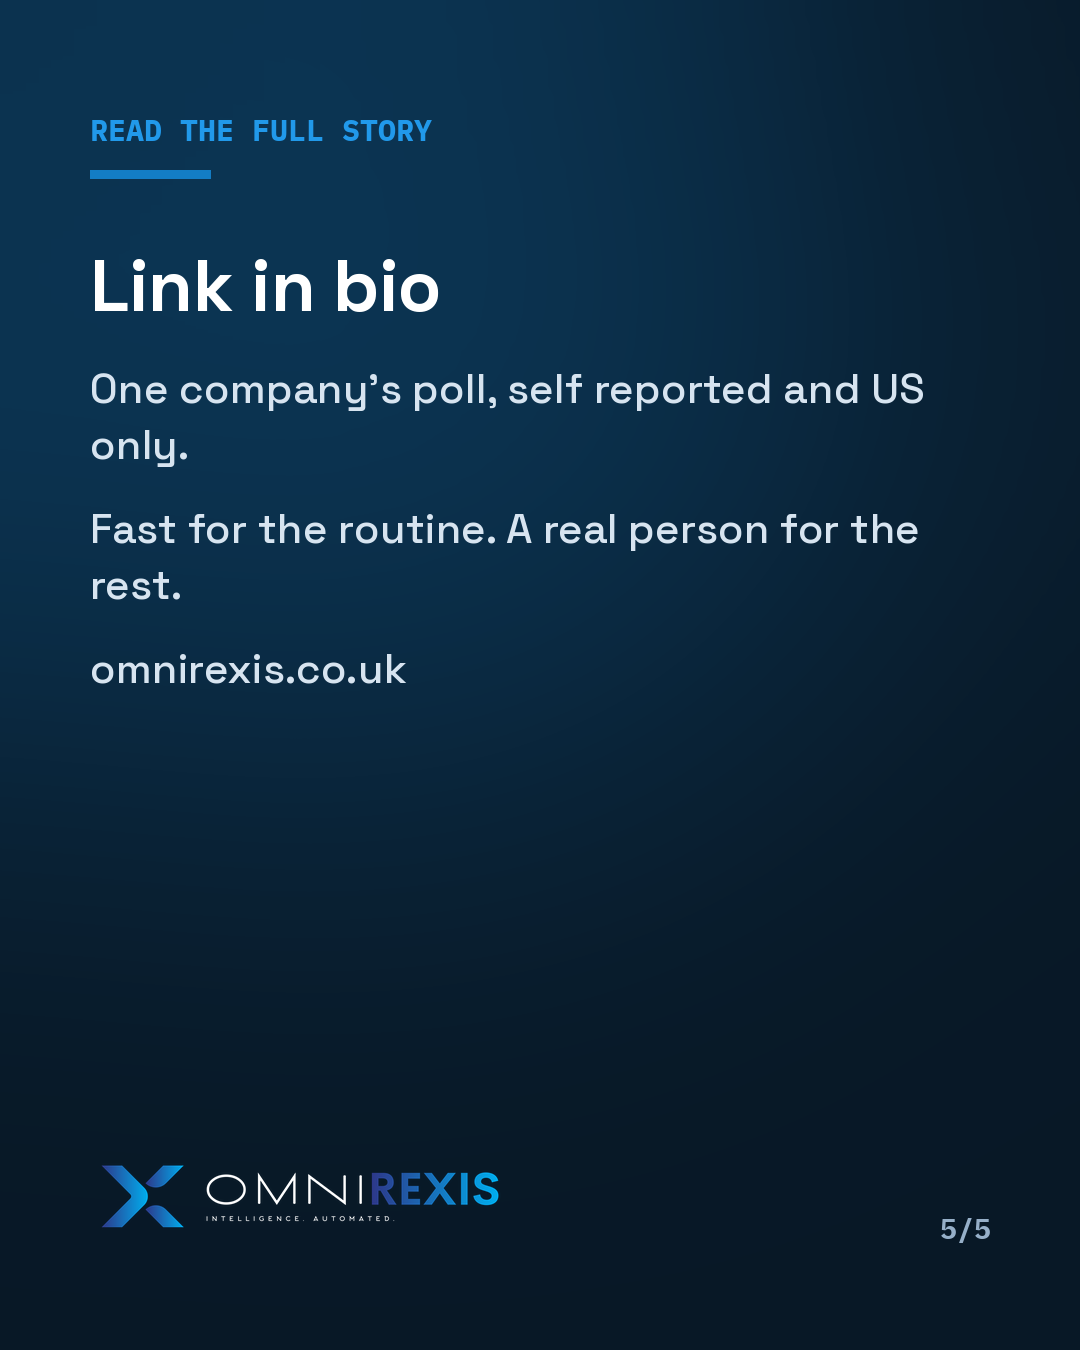 READ THE FULL STORY
Link in bio
One company’s poll, self reported and US
only.
Fast for the routine. A real person for the
rest.
omnirexis.co.uk
OMNIREXIS
INTELLIGENCE. AUTOMATED.
5/5